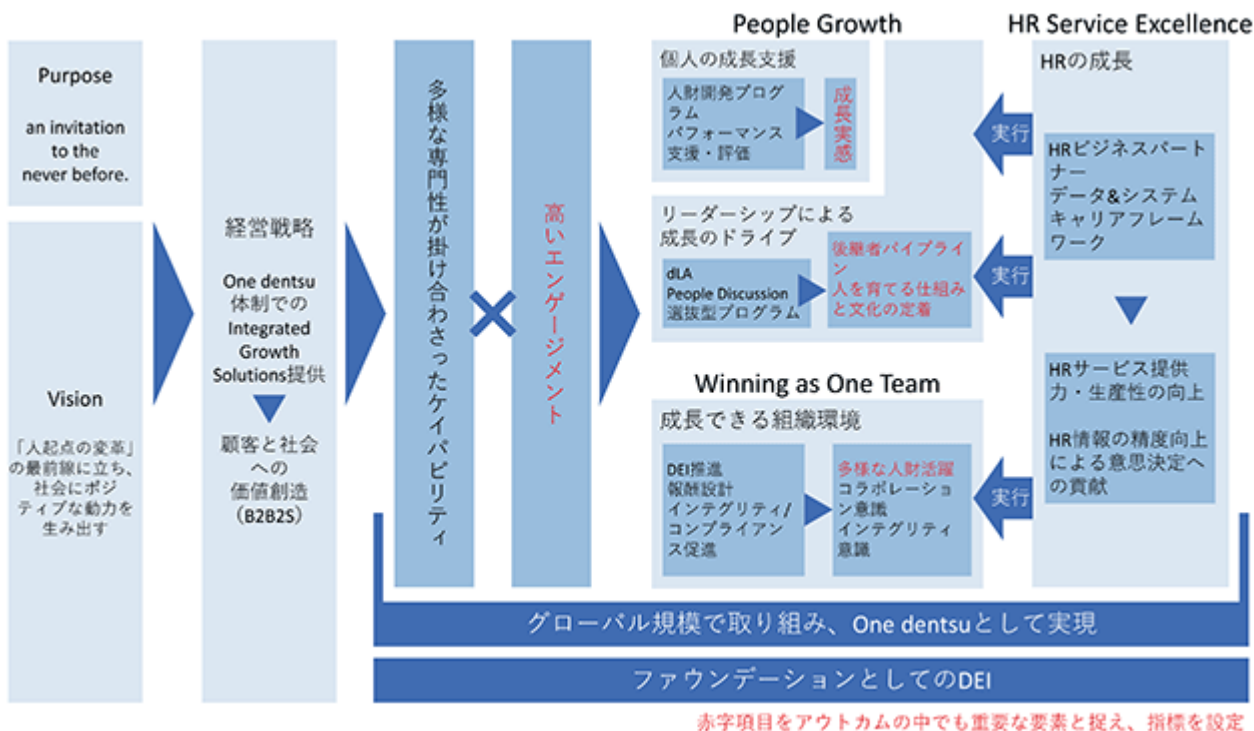 Purpose
an invitation
to the
never before.
Vision
「人起点の変革」
の最前線に立ち、
社会にポジ
ティブな動力を
生み出す
経営戦略
One dentsu
体制での
Integrated
Growth
Solutions提供
顧客と社会
への
価値創造
（B2B2S）
多様な専門性が掛け合わさったケイパビリティ
高いエンゲージメント
People Growth
個人の成長支援
人財開発プログ
ラム
パフォーマンス
支援・評価
成長実感
リーダーシップによる
成長のドライブ
dLA
People Discussion
選抜型プログラム
後継者パイプライ
ン
人を育てる仕組み
と文化の定着
Winning as One Team
成長できる組織環境
DEI推進
報酬設計
インテグリティ/
コンプライアン
ス促進
多様な人財活躍
コラボレーショ
ン意識
インテグリティ
意識
HR Service Excellence
HRの成長
実行
HRビジネスパート
ナー
データ&システム
キャリアフレーム
ワーク
実行
HRサービス提供
力・生産性の向上
HR情報の精度向上
による意思決定へ
の貢献
実行
グローバル規模で取り組み、One dentsuとして実現
ファウンデーションとしてのDEI
赤字項目をアウトカムの中でも重要な要素と捉え、指標を設定